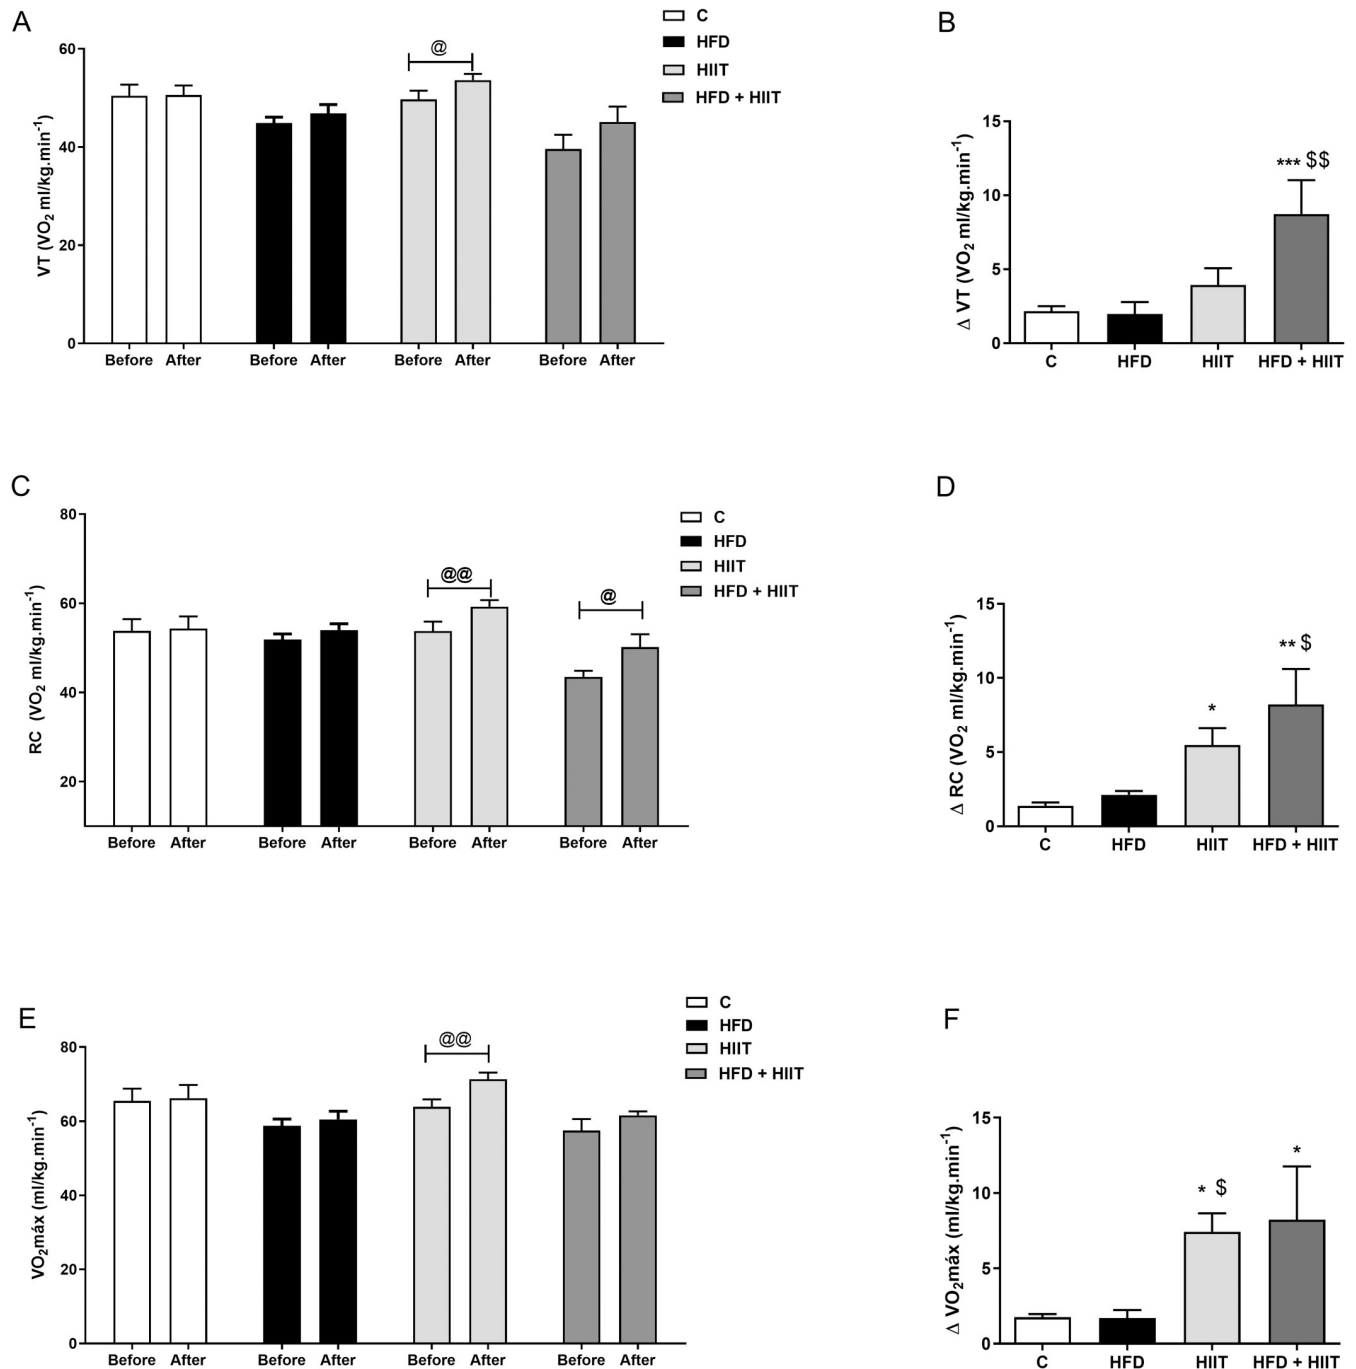 A
C
HFD
HIIT
HFD + HIIT
VT (VO2 ml/kg.min-1)
60
40
20
0
@
Before After Before After Before After Before After
B
Δ VT (VO2 ml/kg.min-1)
15
10
5
0
*** $$
C HFD HIIT HFD + HIIT
C
C
HFD
HIIT
HFD + HIIT
RC (VO2 ml/kg.min-1)
80
60
40
20
@@
@
Before After Before After Before After Before After
D
Δ RC (VO2 ml/kg.min-1)
15
10
5
0
*
** $
C HFD HIIT HFD + HIIT
E
C
HFD
HIIT
HFD + HIIT
VO2máx (ml/kg.min-1)
80
60
40
20
0
@@
Before After Before After Before After Before After
F
Δ VO2máx (ml/kg.min-1)
15
10
5
0
* $
*
C HFD HIIT HFD + HIIT